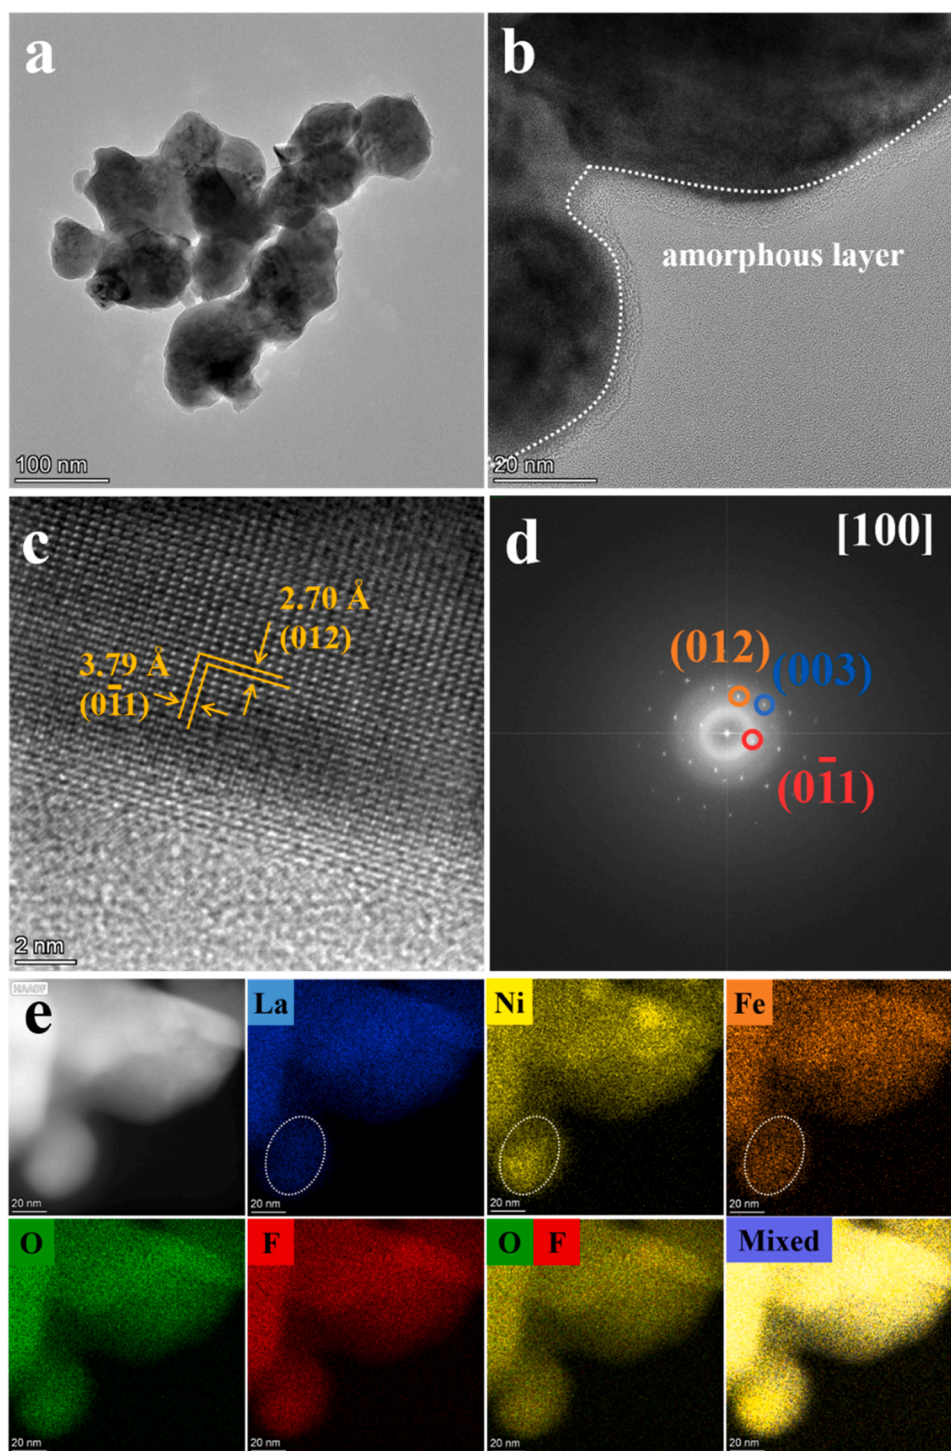 a
100 nm
b
amorphous layer
20 nm
c
2.70 Å
(012)
3.79 Å
(01̅1)
2 nm
d
[100]
(012)
(003)
(01̅1)
HAADF
e
20 nm
La
20 nm
Ni
20 nm
Fe
20 nm
O
20 nm
F
20 nm
O F
20 nm
Mixed
20 nm